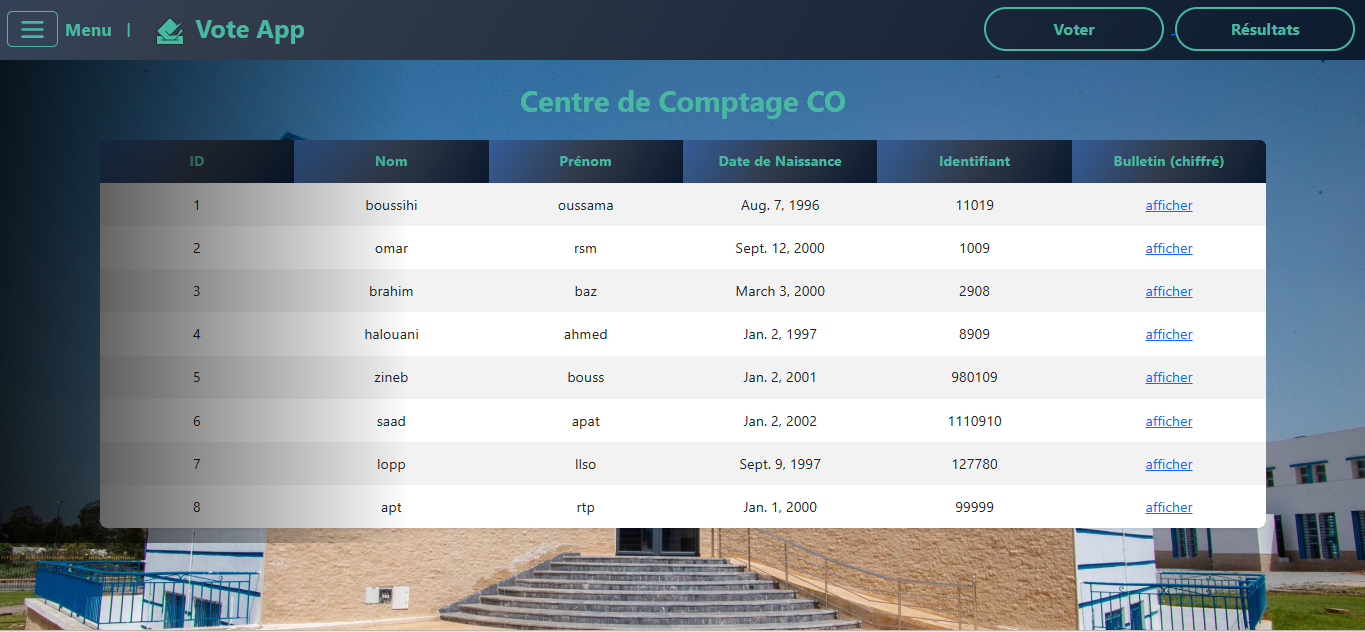 Menu | Vote App Voter Résultats
Centre de Comptage CO
ID Nom Prénom Date de Naissance Identifiant Bulletin (chiffré)
1 boussihi oussama Aug. 7, 1996 11019 afficher
2 omar rsm Sept. 12, 2000 1009 afficher
3 brahim baz March 3, 2000 2908 afficher
4 halouani ahmed Jan. 2, 1997 8909 afficher
5 zineb bouss Jan. 2, 2001 980109 afficher
6 saad apat Jan. 2, 2002 1110910 afficher
7 lopp llso Sept. 9, 1997 127780 afficher
8 apt rtp Jan. 1, 2000 99999 afficher